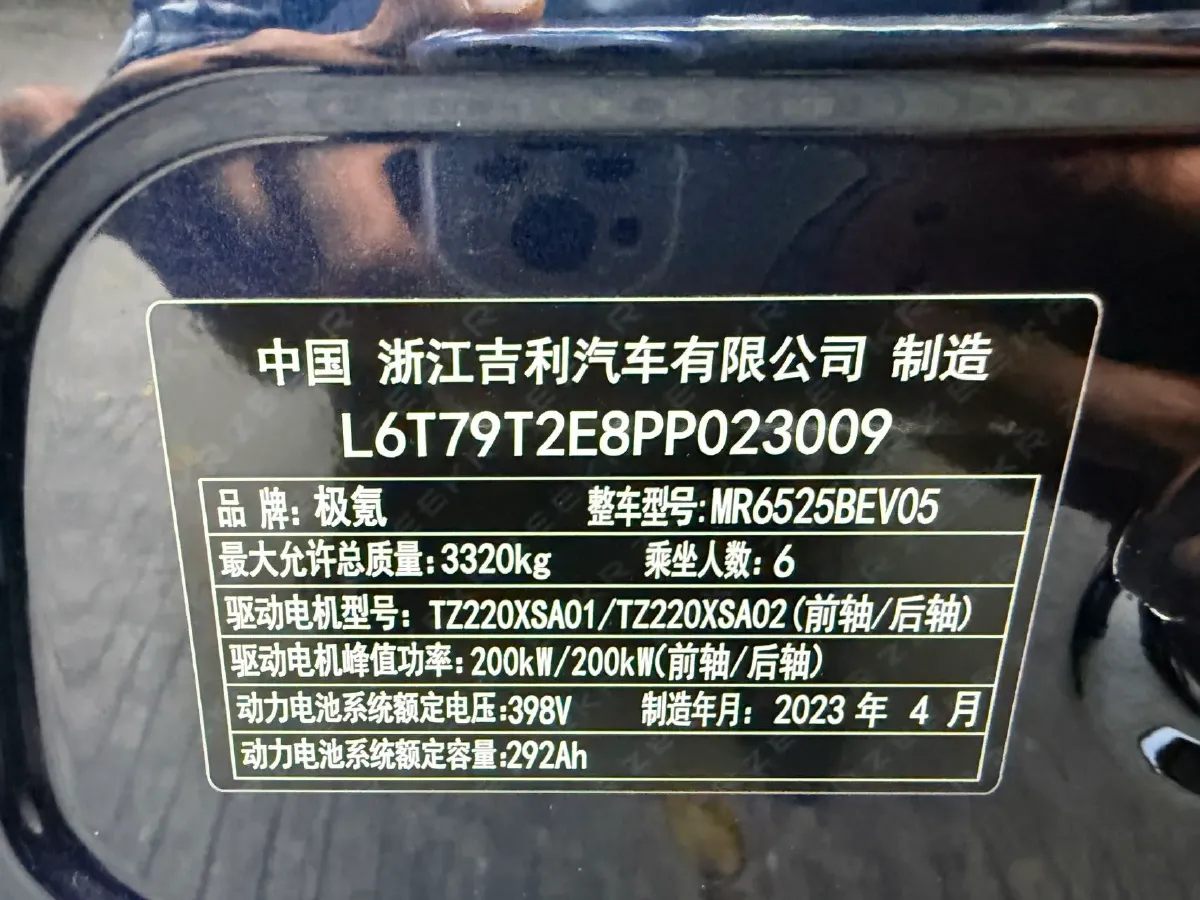 中国 浙江吉利汽车有限公司 制造
L6T79T2E8PP023009
品 牌: 极氪 整车型号:MR6525BEV05
最大允许总质量:3320kg 乘坐人数: 6
驱动电机型号: TZ220XSA01/TZ220XSA02(前轴/后轴)
驱动电机峰值功率:200kW/200kW(前轴/后轴)
动力电池系统额定电压:398V 制造年月: 2023 年 4 月
动力电池系统额定容量:292Ah